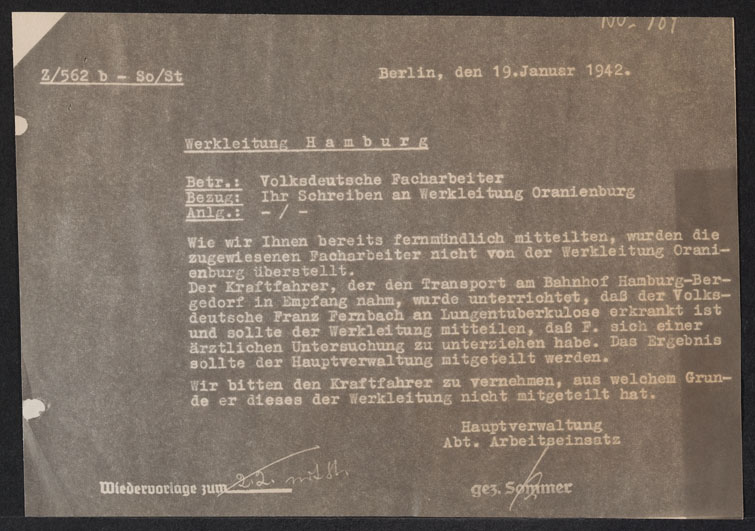 NO- 101
Z/562 b - So/St
Berlin, den 19.Januar 1942.
Werkleitung H a m b u r g
Betr.: Volksdeutsche Facharbeiter
Bezug: Ihr Schreiben an Werkleitung Oranienburg
Anlg.: - / -
Wie wir Ihnen bereits fernmündlich mitteilten, wurden die
zugewiesenen Facharbeiter nicht von der Werkleitung Orani-
enburg überstellt.
Der Kraftfahrer, der den Transport am Bahnhof Hamburg-Ber-
gedorf in Empfang nahm, wurde unterrichtet, daß der Volks-
deutsche Franz Fernbach an Lungentuberkulose erkrankt ist
und sollte der Werkleitung mitteilen, daß F. sich einer
ärztlichen Untersuchung zu unterziehen habe. Das Ergebnis
sollte der Hauptverwaltung mitgeteilt werden.
Wir bitten den Kraftfahrer zu vernehmen, aus welchem Grun-
de er dieses der Werkleitung nicht mitgeteilt hat.
Hauptverwaltung
Abt. Arbeitseinsatz
Wiedervorlage zum 2.2.
gez. Sommer